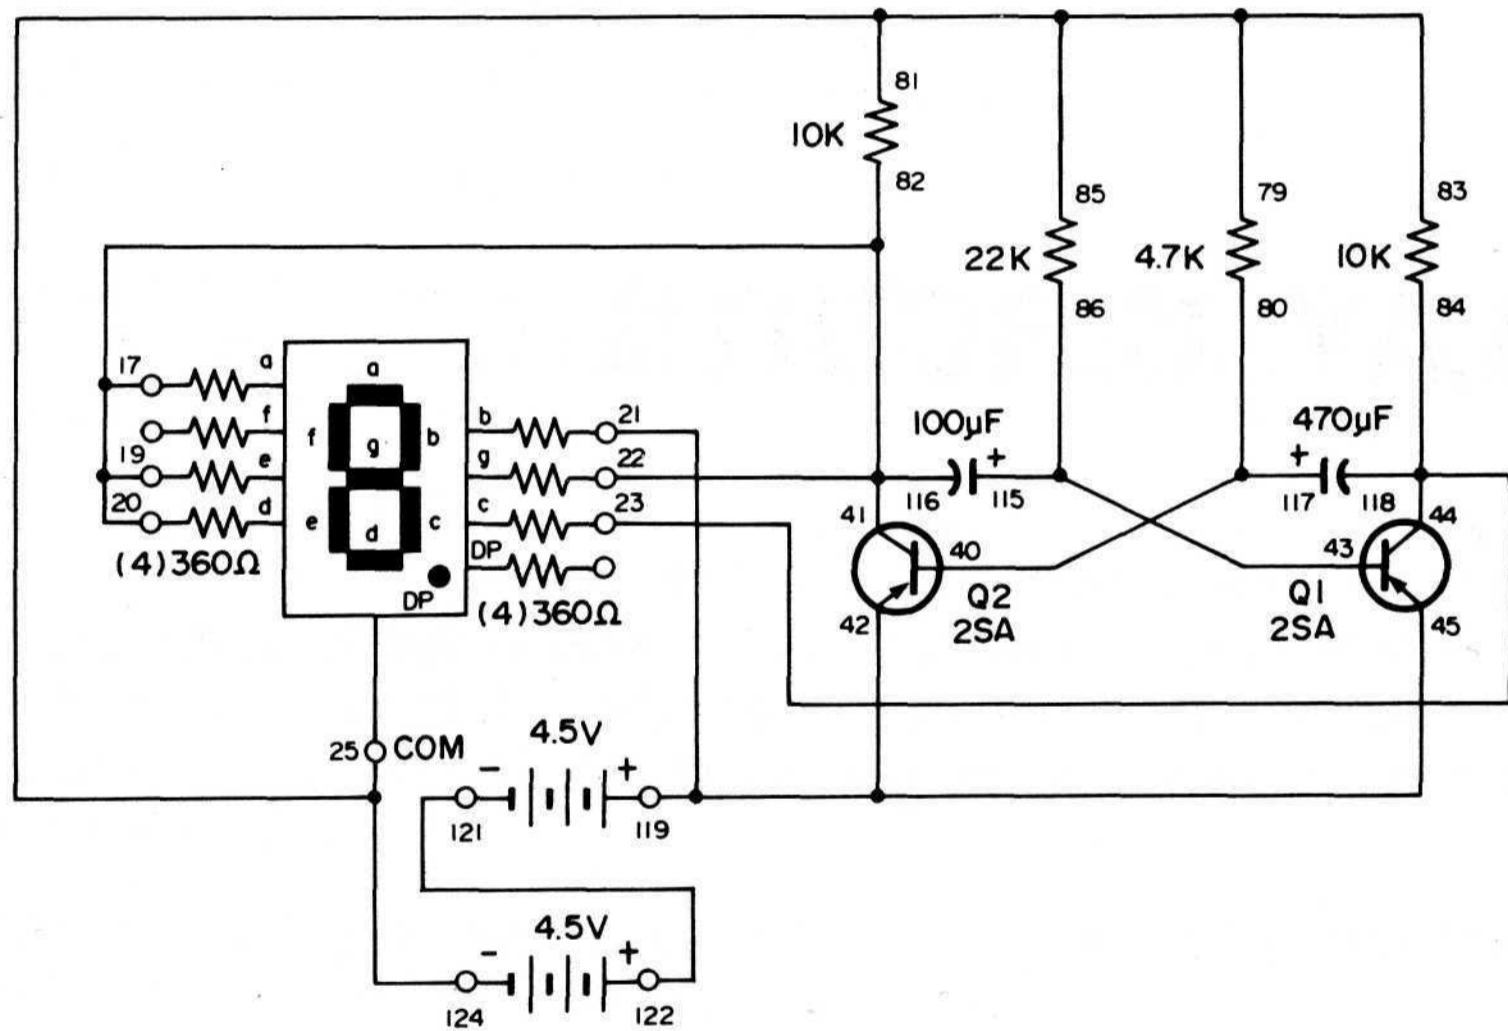 81
10K
82
85
79
83
22K
4.7K
10K
86
80
84
17
a
a
f
b
21
100µF
470µF
f
g
b
+
+
19
e
g
22
116
115
117
118
20
d
e
d
c
c
23
41
44
(4)360Ω
DP
40
43
DP
(4)360Ω
42
Q2
2SA
Q1
2SA
45
25
COM
4.5V
-
+
121
119
4.5V
-
+
124
122